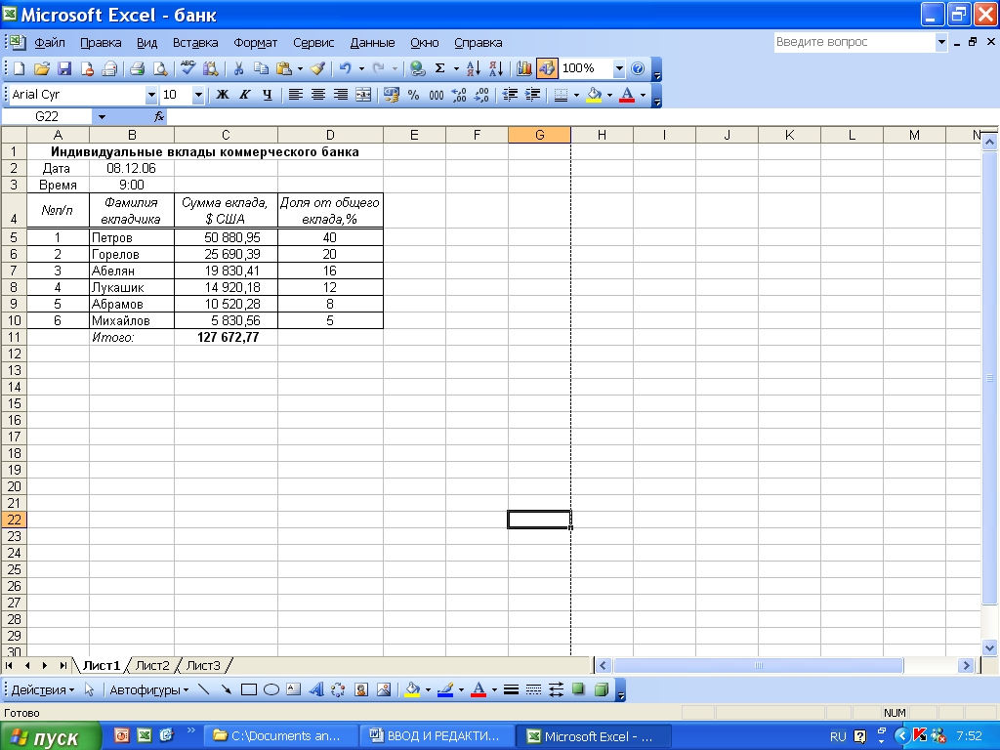 Microsoft Excel - банк
Файл Правка Вид Вставка Формат Сервис Данные Окно Справка Введите вопрос
100%
Arial Cyr 10 Ж К Ч % 000
G22 fx
A B C D E F G H I J K L M N
1 Индивидуальные вклады коммерческого банка
2 Дата 08.12.06
3 Время 9:00
4 №п/п Фамилия вкладчика Сумма вклада, $ США Доля от общего вклада,%
5 1 Петров 50 880,95 40
6 2 Горелов 25 690,39 20
7 3 Абелян 19 830,41 16
8 4 Лукашик 14 920,18 12
9 5 Абрамов 10 520,28 8
10 6 Михайлов 5 830,56 5
11 Итого: 127 672,77
12
13
14
15
16
17
18
19
20
21
22
23
24
25
26
27
28
29
30
Лист1 Лист2 Лист3
Действия Автофигуры
Готово NUM
пуск C:\Documents an... ВВОД И РЕДАКТИ... Microsoft Excel - ... RU 7:52